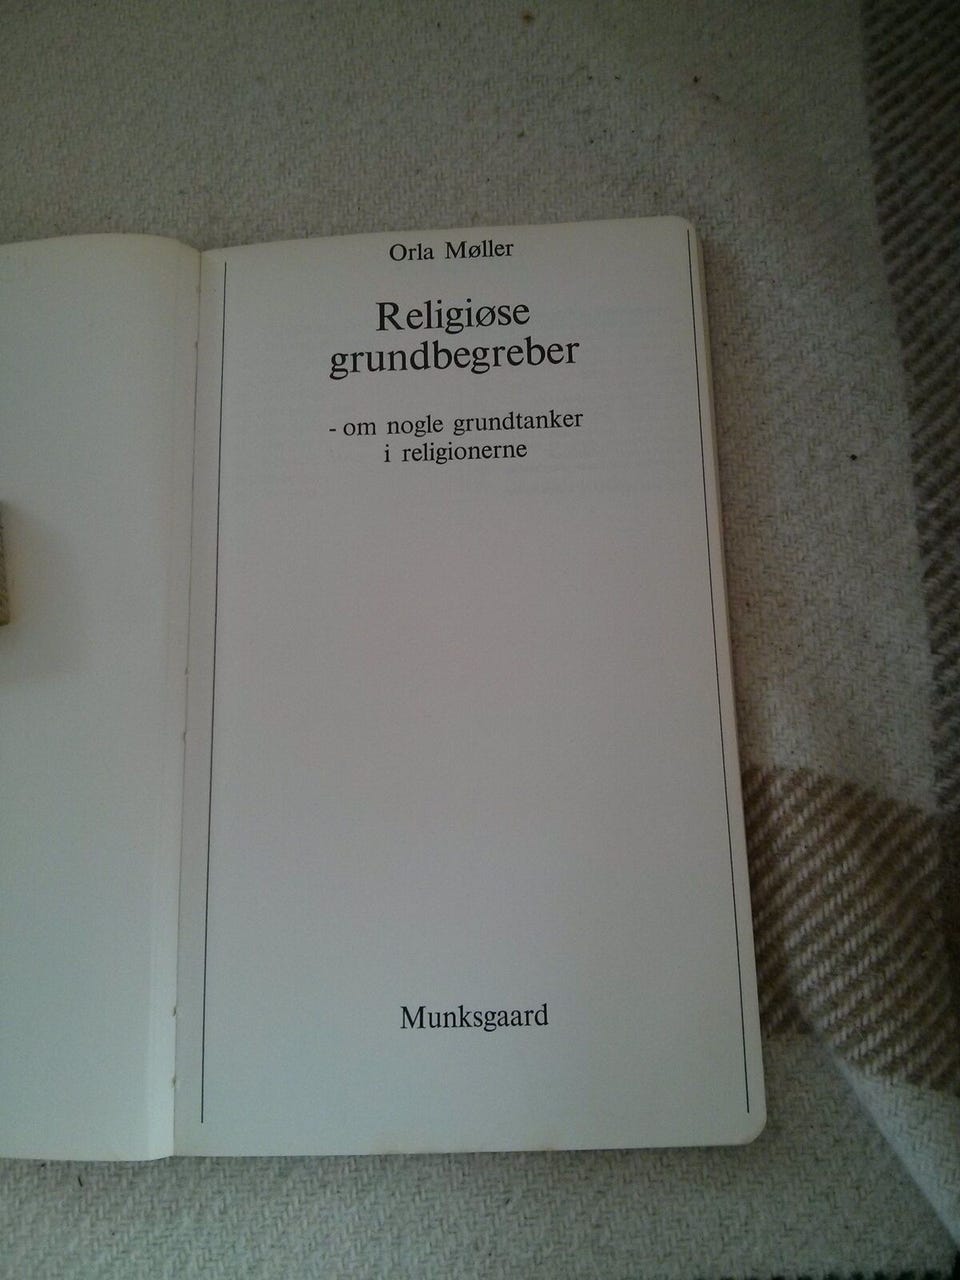 Orla Møller
Religiøse
grundbegreber
- om nogle grundtanker
i religionerne
Munksgaard